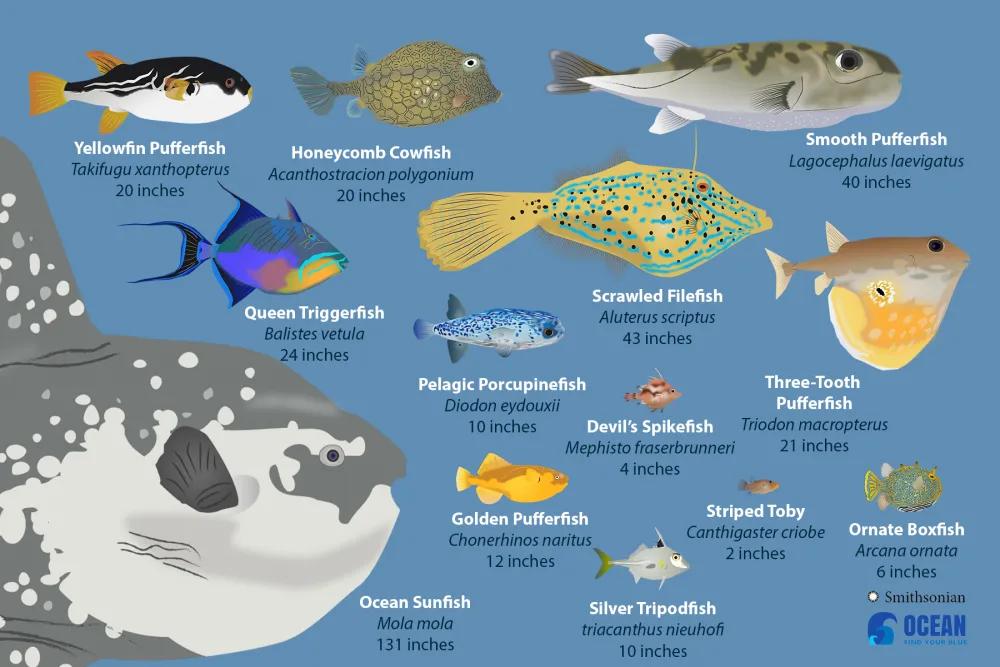 Yellowfin Pufferfish
Takifugu xanthopterus
20 inches
Honeycomb Cowfish
Acanthostracion polygonium
20 inches
Smooth Pufferfish
Lagocephalus laevigatus
40 inches
Queen Triggerfish
Balistes vetula
24 inches
Scrawled Filefish
Aluterus scriptus
43 inches
Pelagic Porcupinefish
Diodon eydouxii
10 inches
Devil's Spikefish
Mephisto fraserbrunneri
4 inches
Three-Tooth
Pufferfish
Triodon macropterus
21 inches
Golden Pufferfish
Chonerhinos naritus
12 inches
Striped Toby
Canthigaster criobe
2 inches
Ornate Boxfish
Arcana ornata
6 inches
Ocean Sunfish
Mola mola
131 inches
Silver Tripodfish
triacanthus nieuhofi
10 inches
Smithsonian
OCEAN
FIND YOUR BLUE